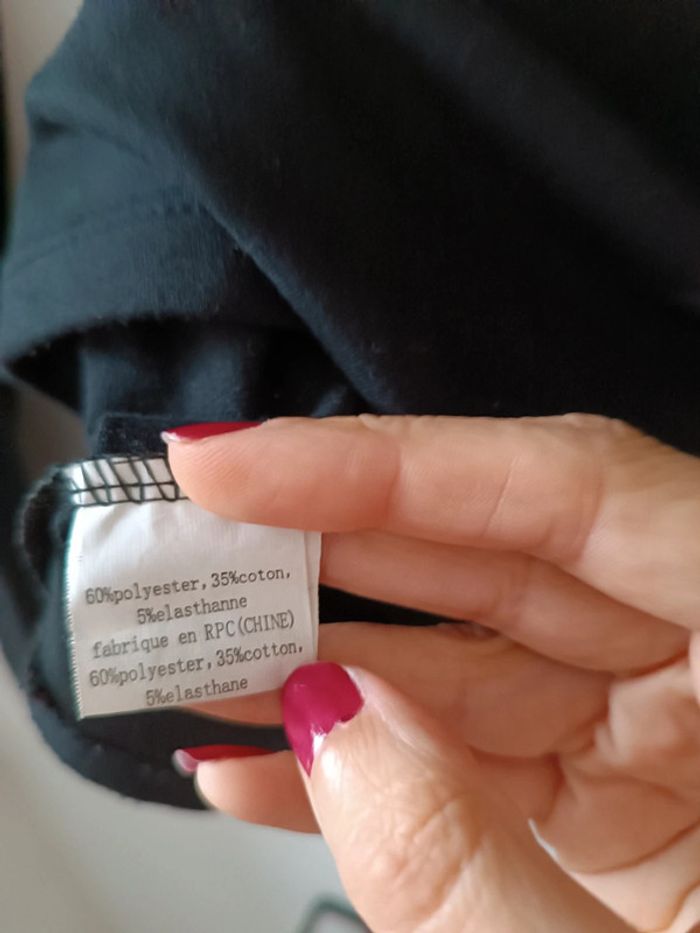 60%polyester,35%coton,
5%elasthanne
fabrique en RPC(CHINE)
60%polyester,35%cotton,
5%elasthane